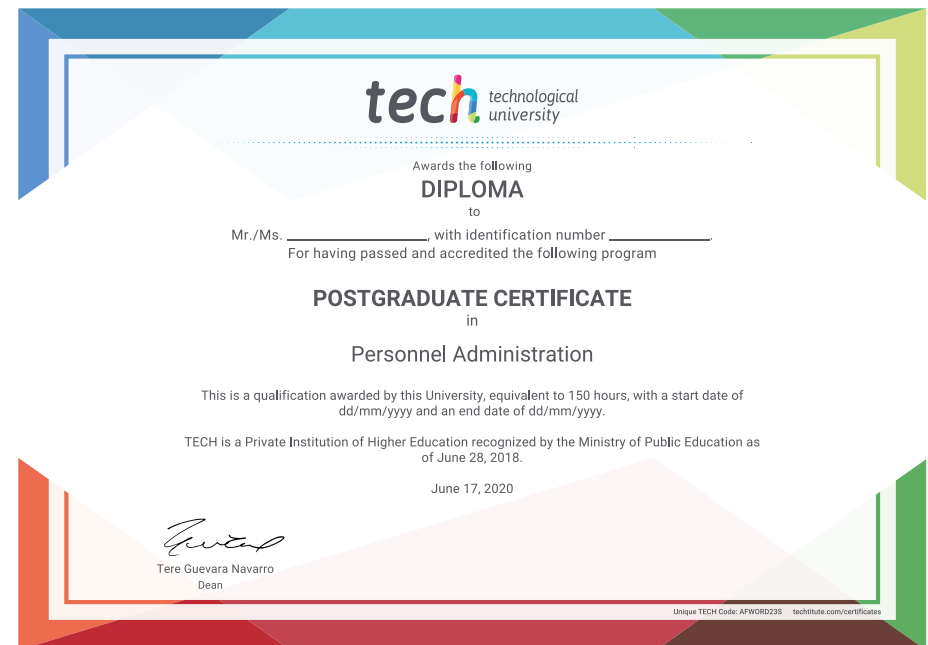 tech technological
university
Awards the following
DIPLOMA
to
Mr./Ms. ____________, with identification number ____________.
For having passed and accredited the following program
POSTGRADUATE CERTIFICATE
in
Personnel Administration
This is a qualification awarded by this University, equivalent to 150 hours, with a start date of
dd/mm/yyyy and an end date of dd/mm/yyyy.
TECH is a Private Institution of Higher Education recognized by the Ministry of Public Education as
of June 28, 2018.
June 17, 2020
Tere Guevara Navarro
Dean
Unique TECH Code: AFWORD23S techtitute.com/certificates